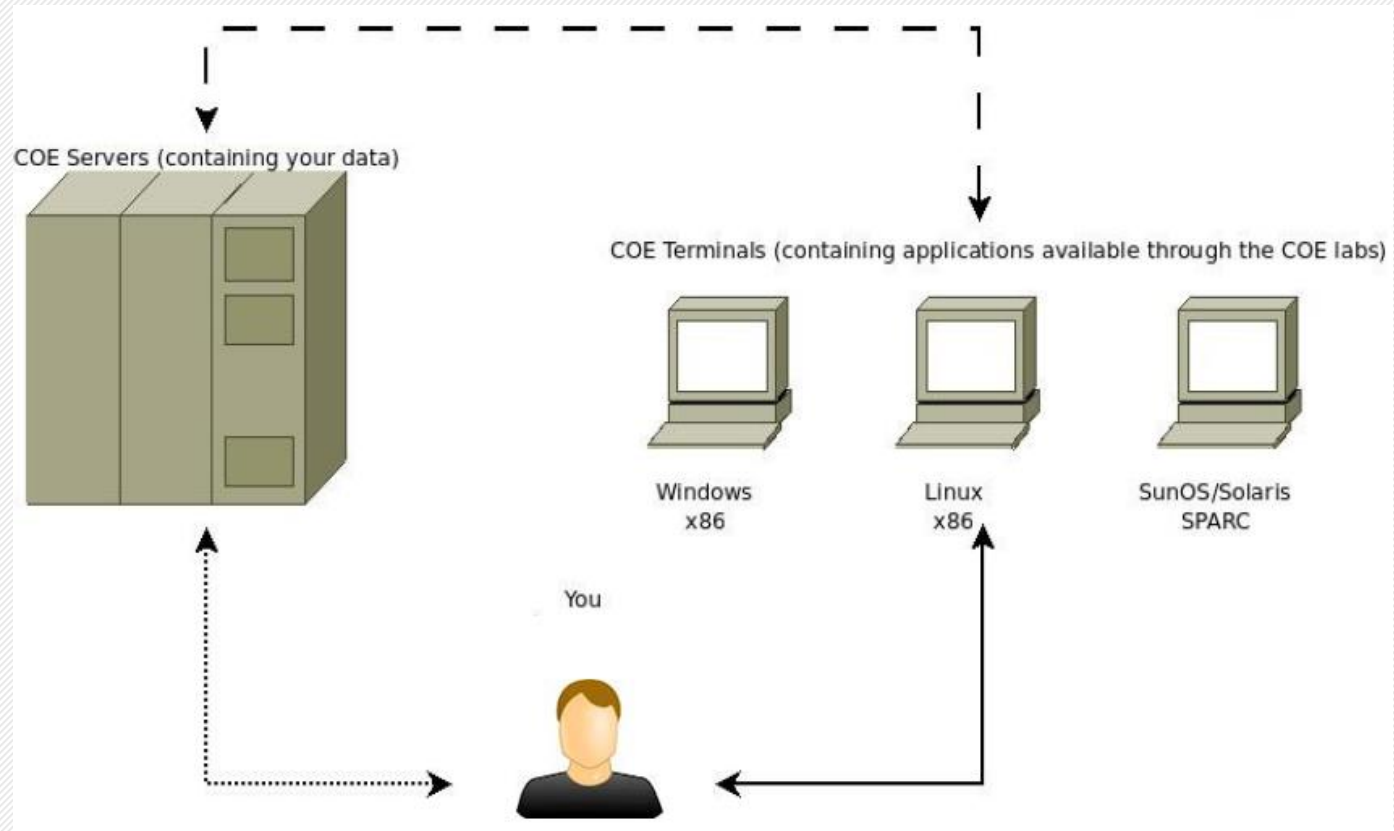 COE Servers (containing your data)
COE Terminals (containing applications available through the COE labs)
Windows
x86
Linux
x86
SunOS/Solaris
SPARC
You